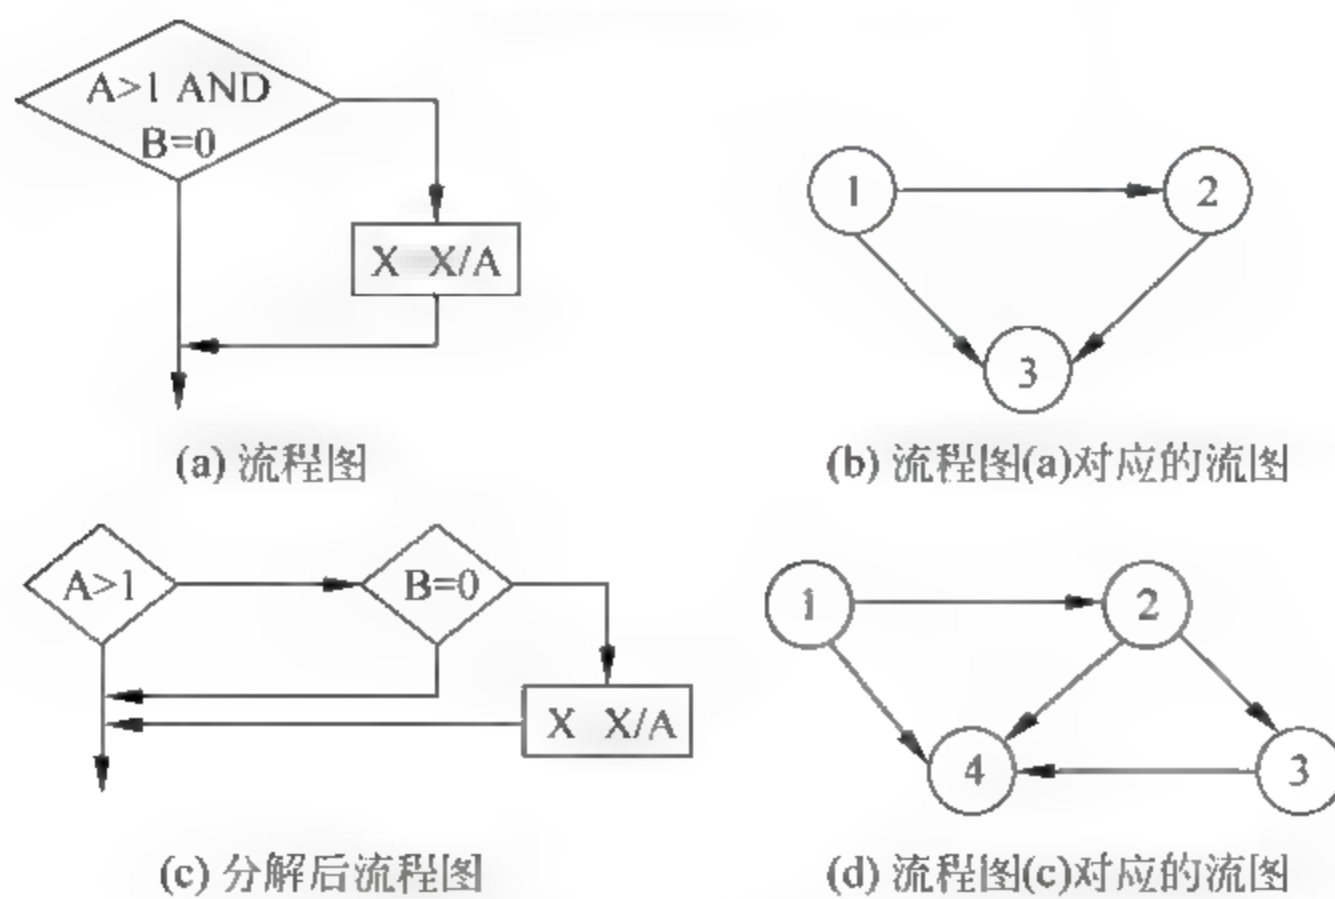 A>1 AND
B=0
X X/A
1
2
3
(a) 流程图
(b) 流程图(a)对应的流图
A>1
B=0
X X/A
1
2
4
3
(c) 分解后流程图
(d) 流程图(c)对应的流图